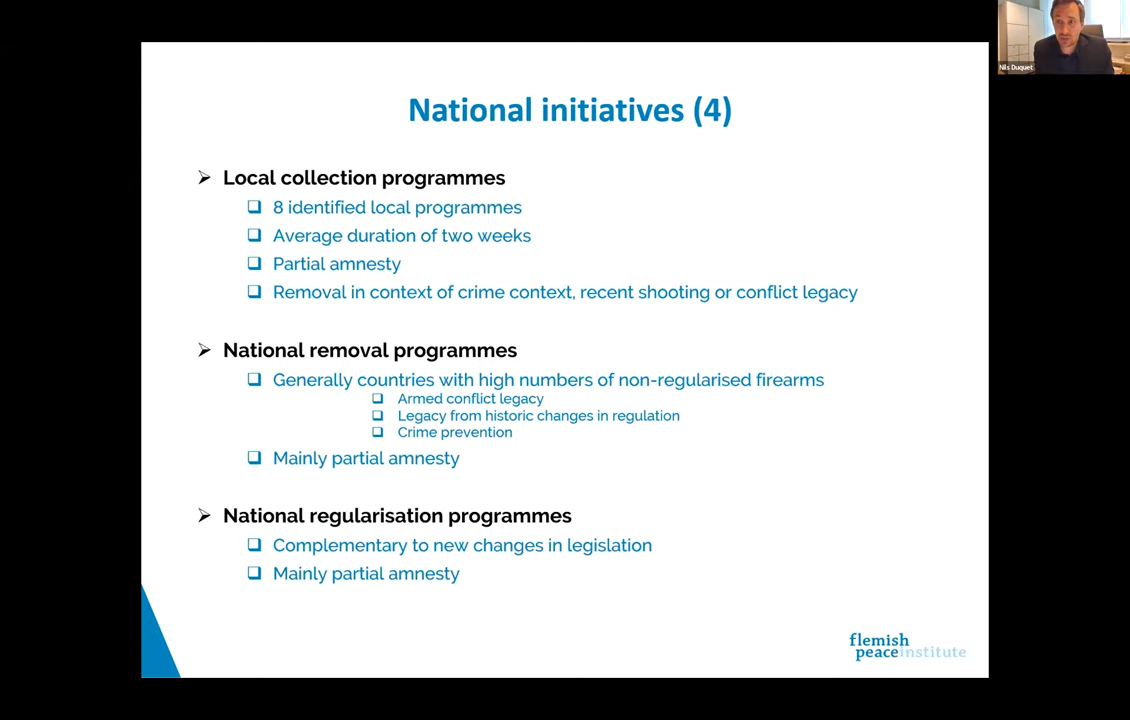 Nils Duquet
National initiatives (4)
Local collection programmes
8 identified local programmes
Average duration of two weeks
Partial amnesty
Removal in context of crime context, recent shooting or conflict legacy
National removal programmes
Generally countries with high numbers of non-regularised firearms
Armed conflict legacy
Legacy from historic changes in regulation
Crime prevention
Mainly partial amnesty
National regularisation programmes
Complementary to new changes in legislation
Mainly partial amnesty
flemish
peaceinstitute